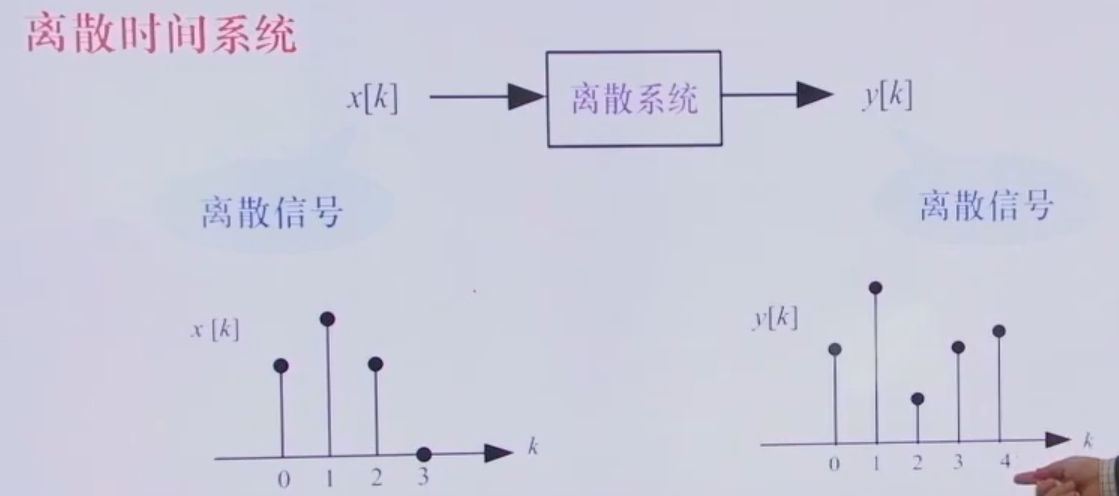 离散时间系统
x[k] 离散系统 y[k]
离散信号 离散信号
x [k]
k
0 1 2 3
y[k]
k
0 1 2 3 4